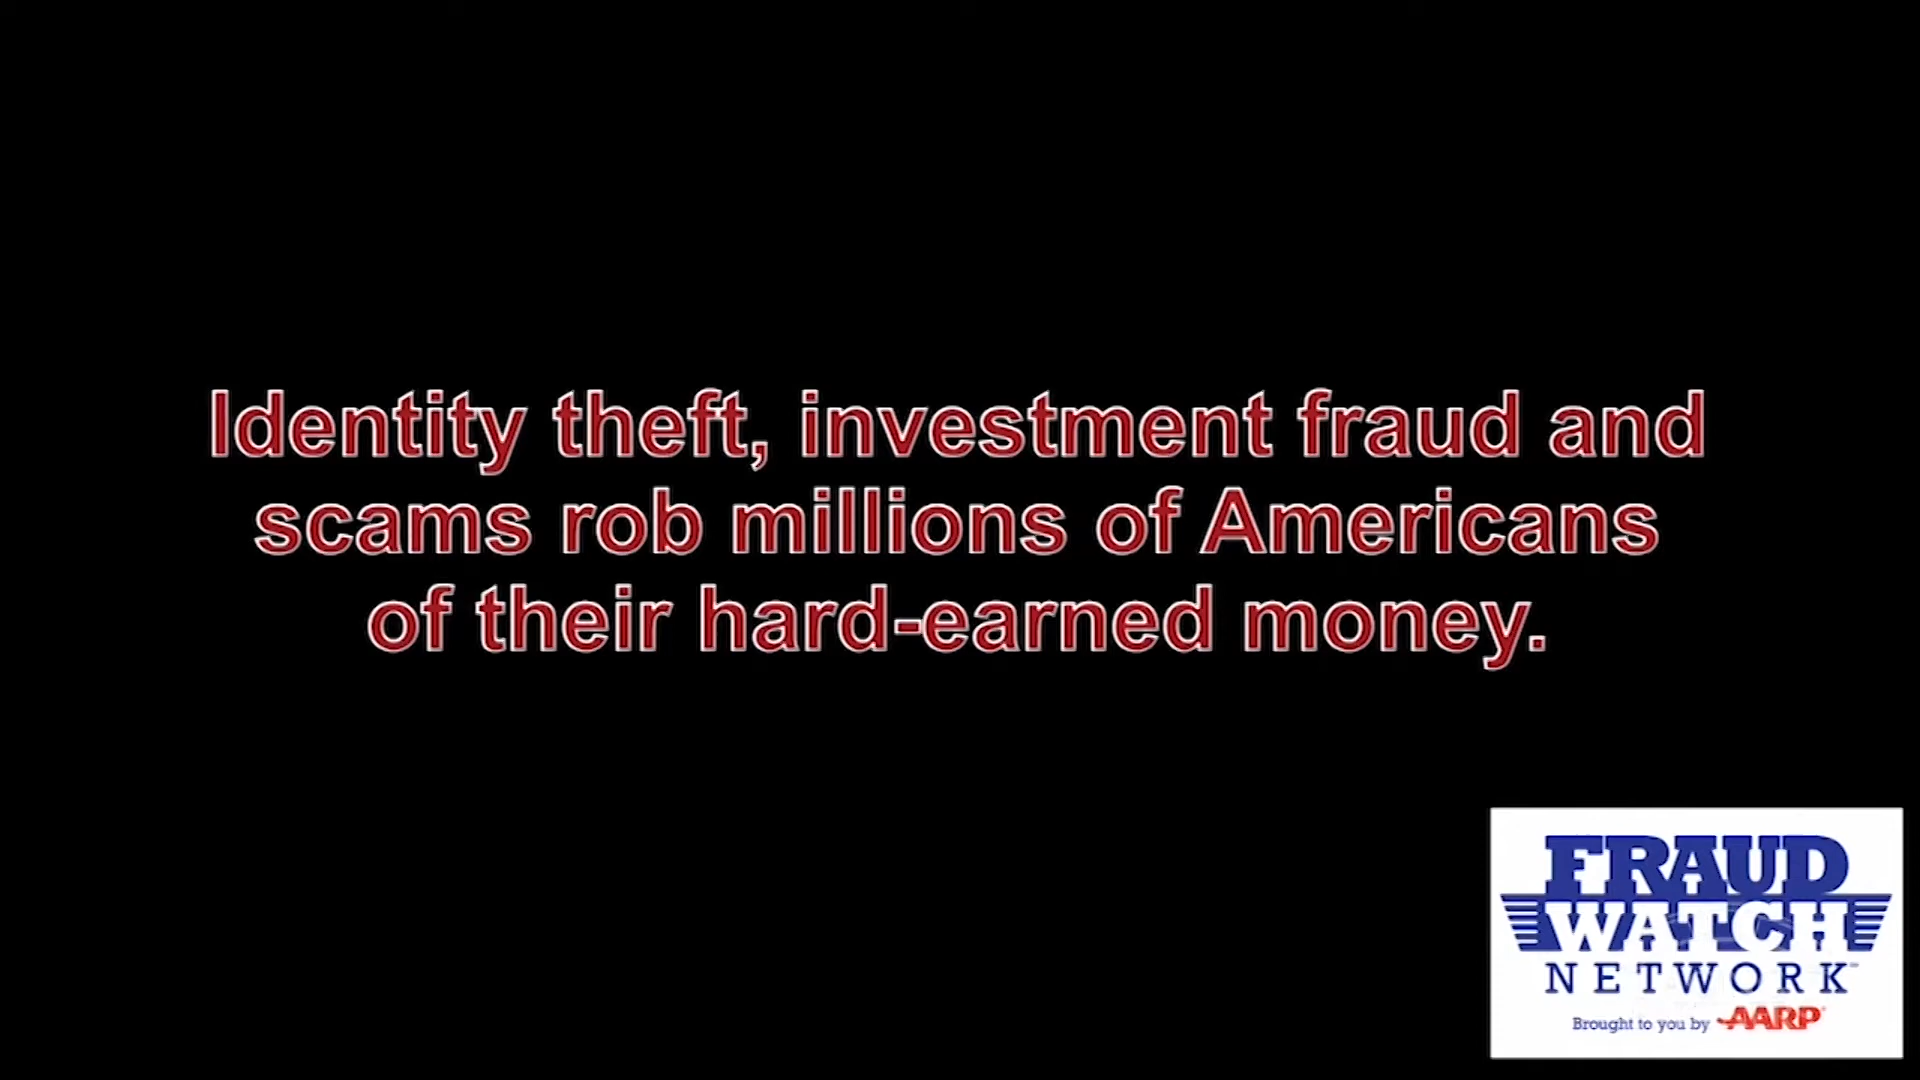 Identity theft, investment fraud and
scams rob millions of Americans
of their hard-earned money.
FRAUD
WATCH
NETWORK™
Brought to you by AARP®